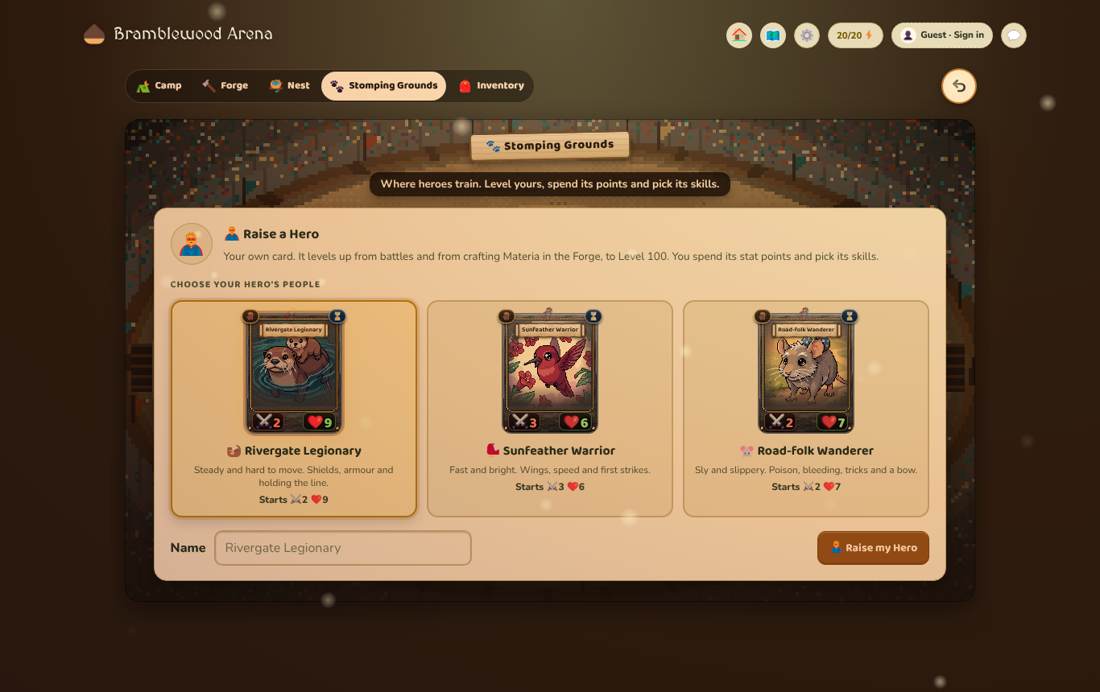 Bramblewood Arena
20/20
Guest · Sign in
Camp
Forge
Nest
Stomping Grounds
Inventory
Stomping Grounds
Where heroes train. Level yours, spend its points and pick its skills.
Raise a Hero
Your own card. It levels up from battles and from crafting Materia in the Forge, to Level 100. You spend its stat points and pick its skills.
CHOOSE YOUR HERO'S PEOPLE
Rivergate Legionary
2
9
Rivergate Legionary
Steady and hard to move. Shields, armour and
holding the line.
Starts 2 9
Sunfeather Warrior
3
6
Sunfeather Warrior
Fast and bright. Wings, speed and first strikes.
Starts 3 6
Road-folk Wanderer
2
7
Road-folk Wanderer
Sly and slippery. Poison, bleeding, tricks and a bow.
Starts 2 7
Name
Rivergate Legionary
Raise my Hero